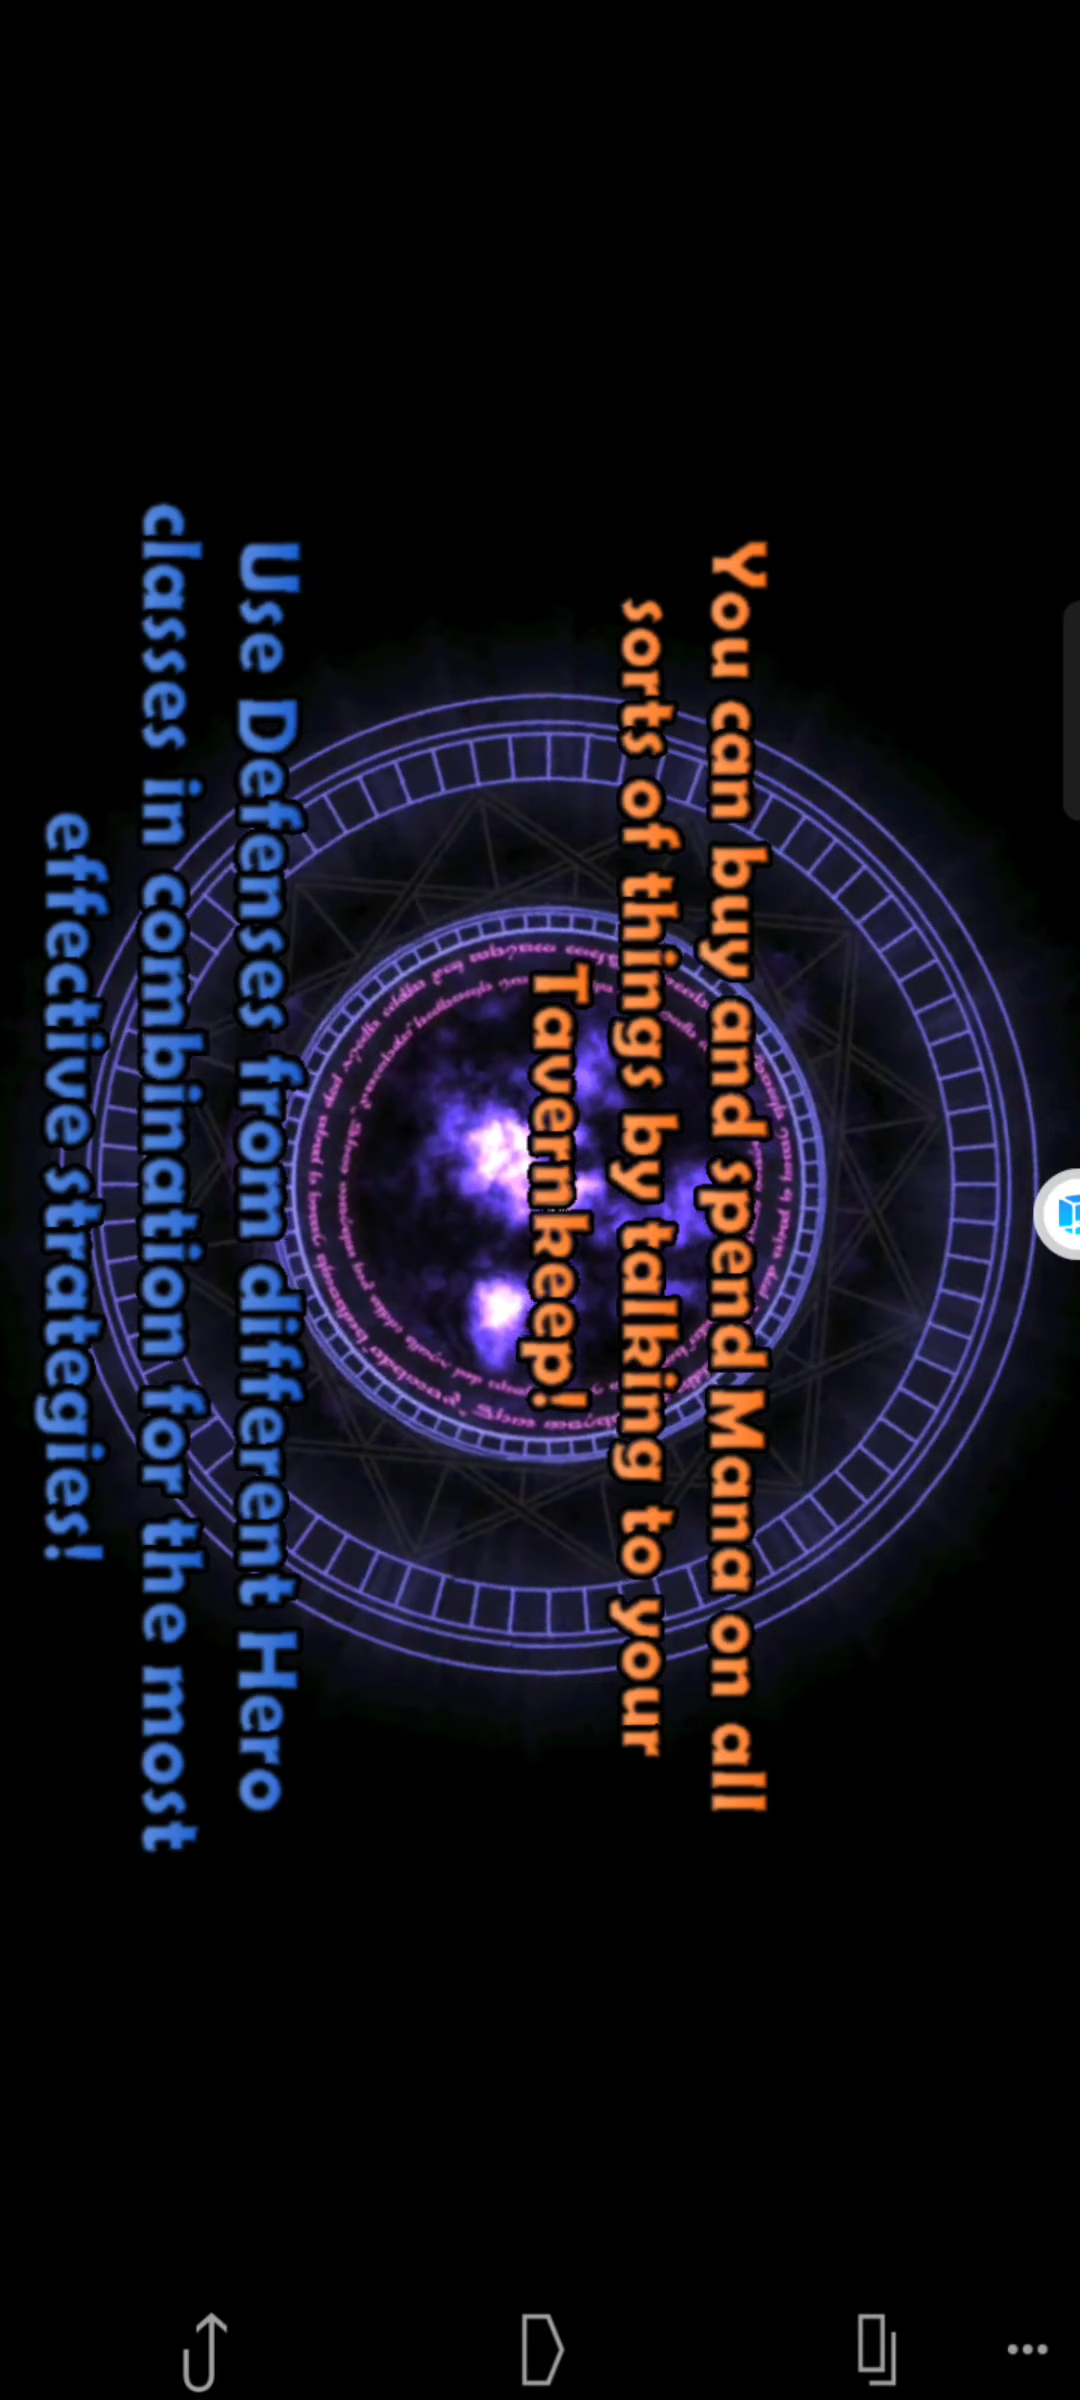 You can buy and spend Mana on all
sorts of things by talking to your
Tavernkeep!
Use Defenses from different Hero
classes in combination for the most
effective strategies!